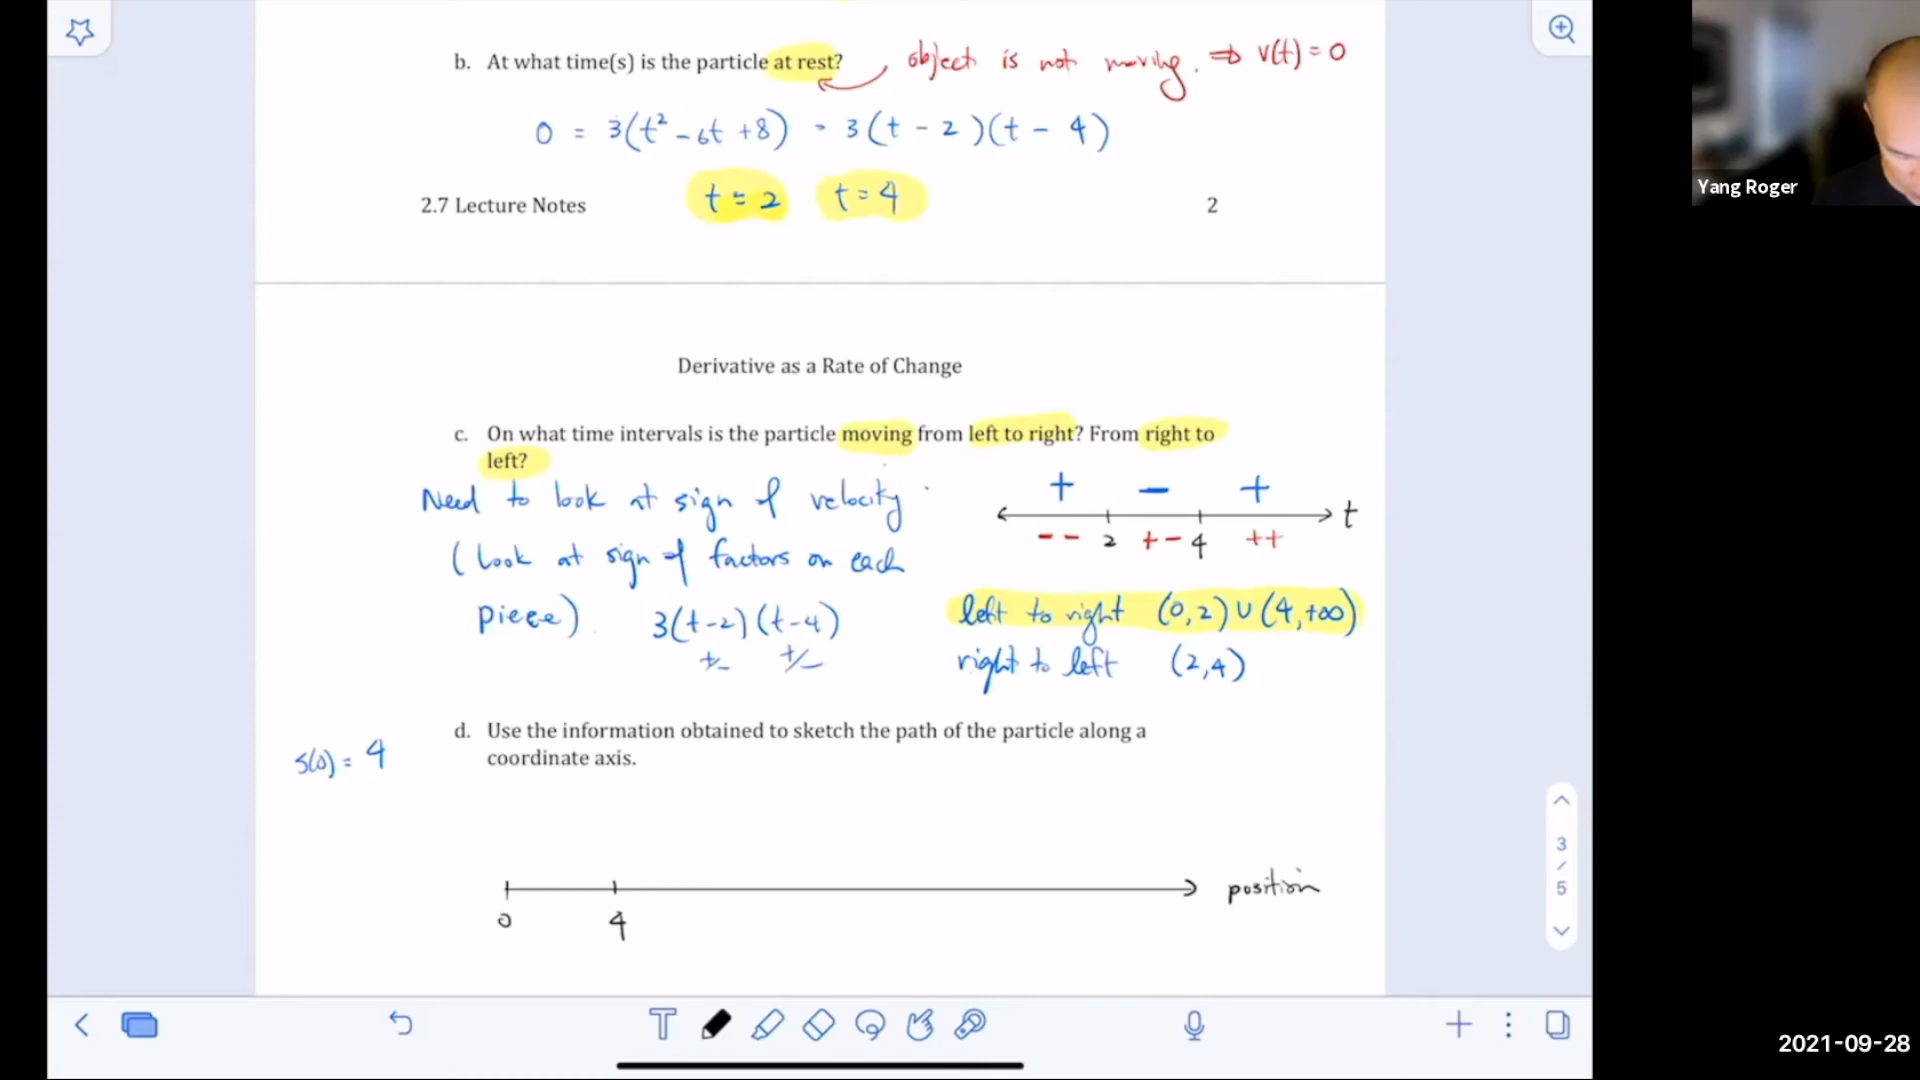 b. At what time(s) is the particle at rest? object is not moving. ⇒ v(t) = 0
0 = 3(t² - 6t + 8) = 3(t - 2)(t - 4)
t = 2 t = 4
2.7 Lecture Notes 2
Yang Roger
Derivative as a Rate of Change
c. On what time intervals is the particle moving from left to right? From right to
left?
Need to look at sign of velocity.
(look at sign of factors on each
piece). 3(t-2)(t-4)
+/- +/-
+ - + t
-- 2 +- 4 ++
left to right (0,2) ∪ (4,+∞)
right to left (2,4)
d. Use the information obtained to sketch the path of the particle along a
coordinate axis.
s(0) = 4
position
0 4
3
/
5
T
2021-09-28